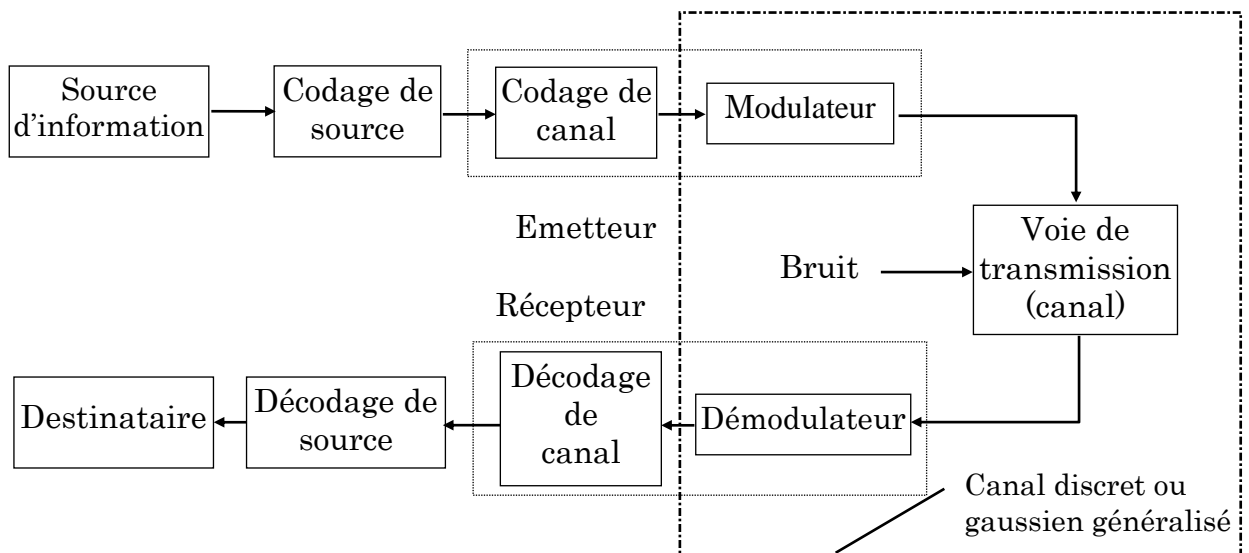 Source
d'information
Codage de
source
Codage de
canal
Modulateur
Emetteur
Bruit
Voie de
transmission
(canal)
Récepteur
Destinataire
Décodage de
source
Décodage
de
canal
Démodulateur
Canal discret ou
gaussien généralisé